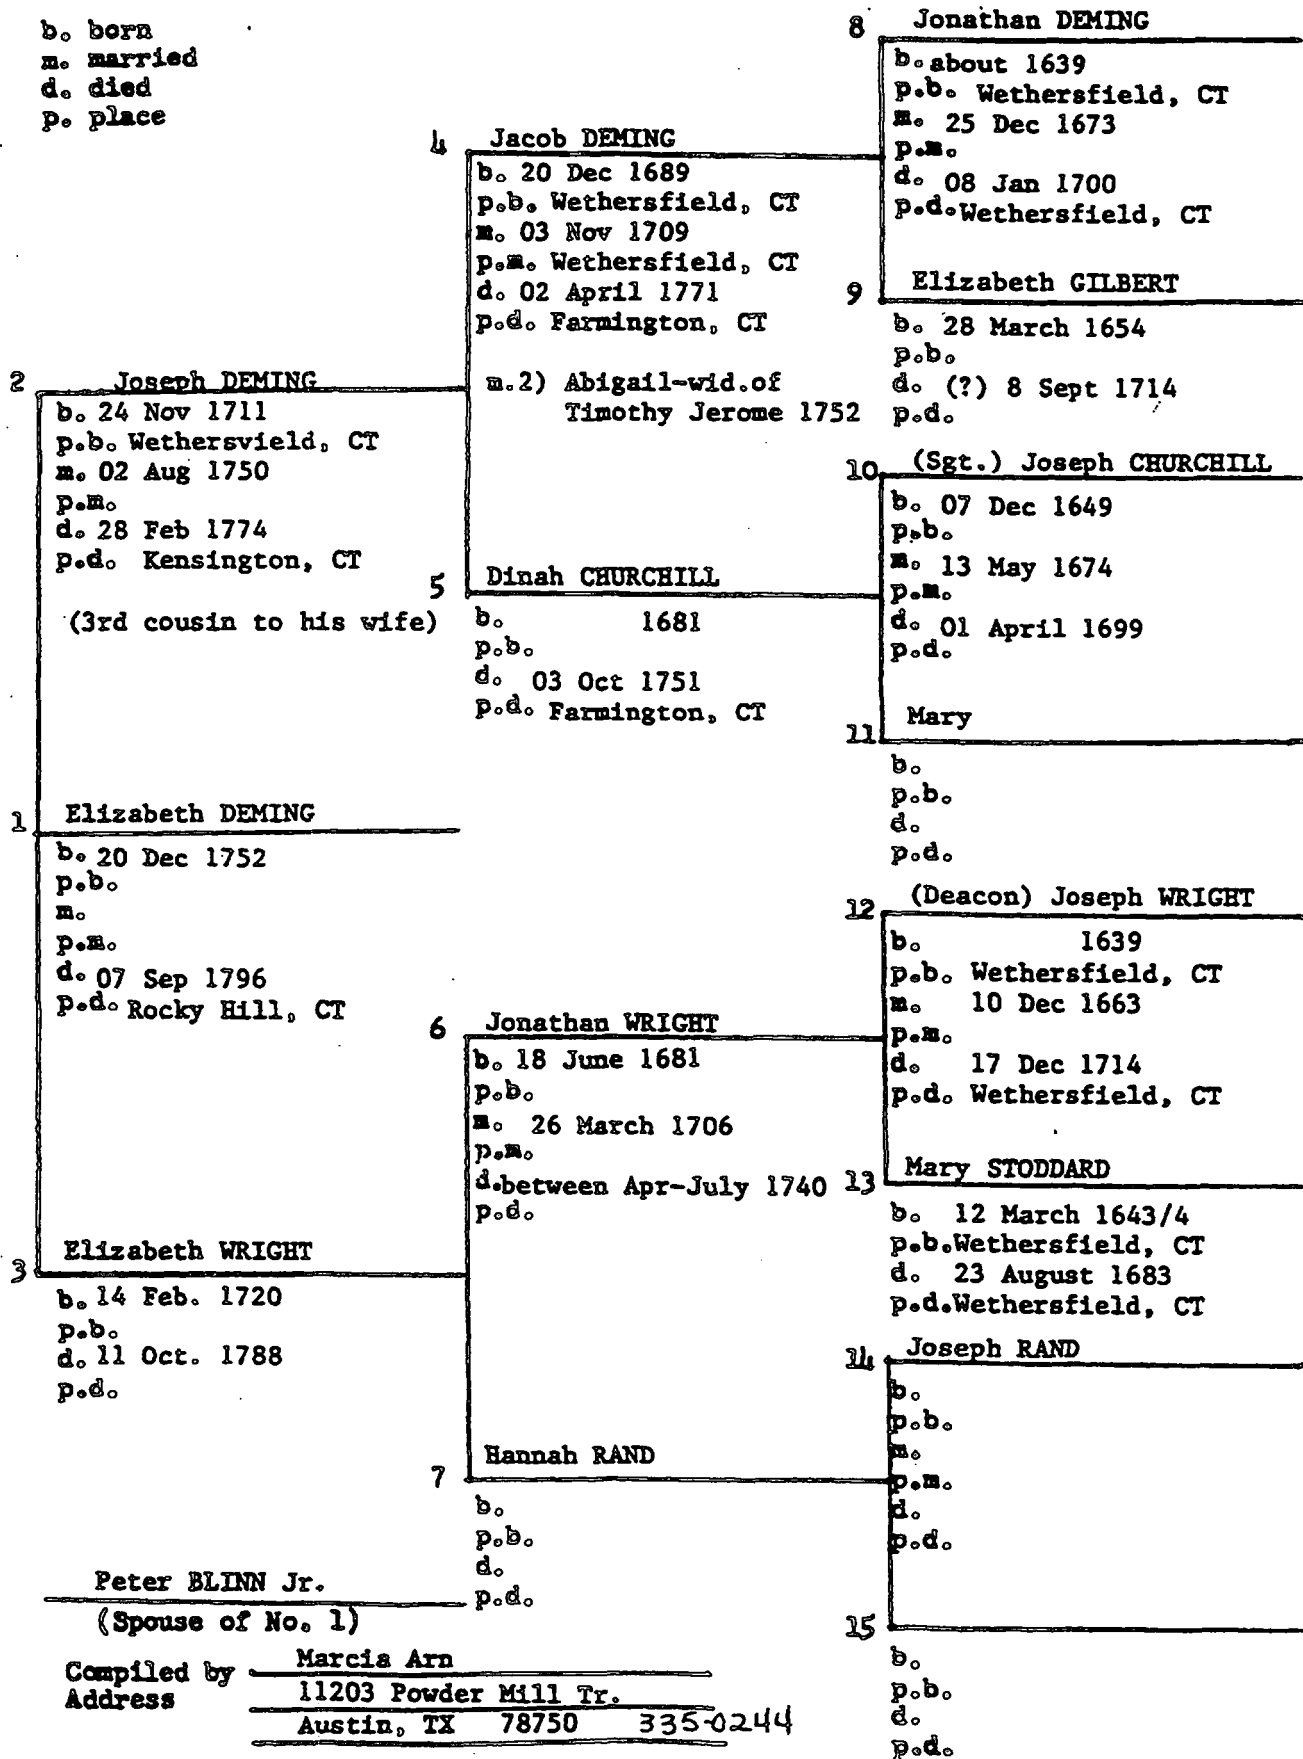 b. born
m. married
d. died
p. place
8 Jonathan DEMING
b. about 1639
p.b. Wethersfield, CT
m. 25 Dec 1673
p.m.
d. 08 Jan 1700
p.d. Wethersfield, CT
4 Jacob DEMING
b. 20 Dec 1689
p.b. Wethersfield, CT
m. 03 Nov 1709
p.m. Wethersfield, CT
d. 02 April 1771
p.d. Farmington, CT
m.2) Abigail-wid.of
Timothy Jerome 1752
9 Elizabeth GILBERT
b. 28 March 1654
p.b.
d. (?) 8 Sept 1714
p.d.
2 Joseph DEMING
b. 24 Nov 1711
p.b. Wethersvield, CT
m. 02 Aug 1750
p.m.
d. 28 Feb 1774
p.d. Kensington, CT
(3rd cousin to his wife)
10 (Sgt.) Joseph CHURCHILL
b. 07 Dec 1649
p.b.
m. 13 May 1674
p.m.
d. 01 April 1699
p.d.
5 Dinah CHURCHILL
b. 1681
p.b.
d. 03 Oct 1751
p.d. Farmington, CT
11 Mary
b.
p.b.
d.
p.d.
1 Elizabeth DEMING
b. 20 Dec 1752
p.b.
m.
p.m.
d. 07 Sep 1796
p.d. Rocky Hill, CT
12 (Deacon) Joseph WRIGHT
b. 1639
p.b. Wethersfield, CT
m. 10 Dec 1663
p.m.
d. 17 Dec 1714
p.d. Wethersfield, CT
6 Jonathan WRIGHT
b. 18 June 1681
p.b.
m. 26 March 1706
p.m.
d. between Apr-July 1740
p.d.
13 Mary STODDARD
b. 12 March 1643/4
p.b. Wethersfield, CT
d. 23 August 1683
p.d. Wethersfield, CT
3 Elizabeth WRIGHT
b. 14 Feb. 1720
p.b.
d. 11 Oct. 1788
p.d.
14 Joseph RAND
b.
p.b.
m.
p.m.
d.
p.d.
7 Hannah RAND
b.
p.b.
d.
p.d.
15
b.
p.b.
d.
p.d.
Peter BLINN Jr.
(Spouse of No. 1)
Compiled by Marcia Arn
Address 11203 Powder Mill Tr.
Austin, TX 78750 335-0244